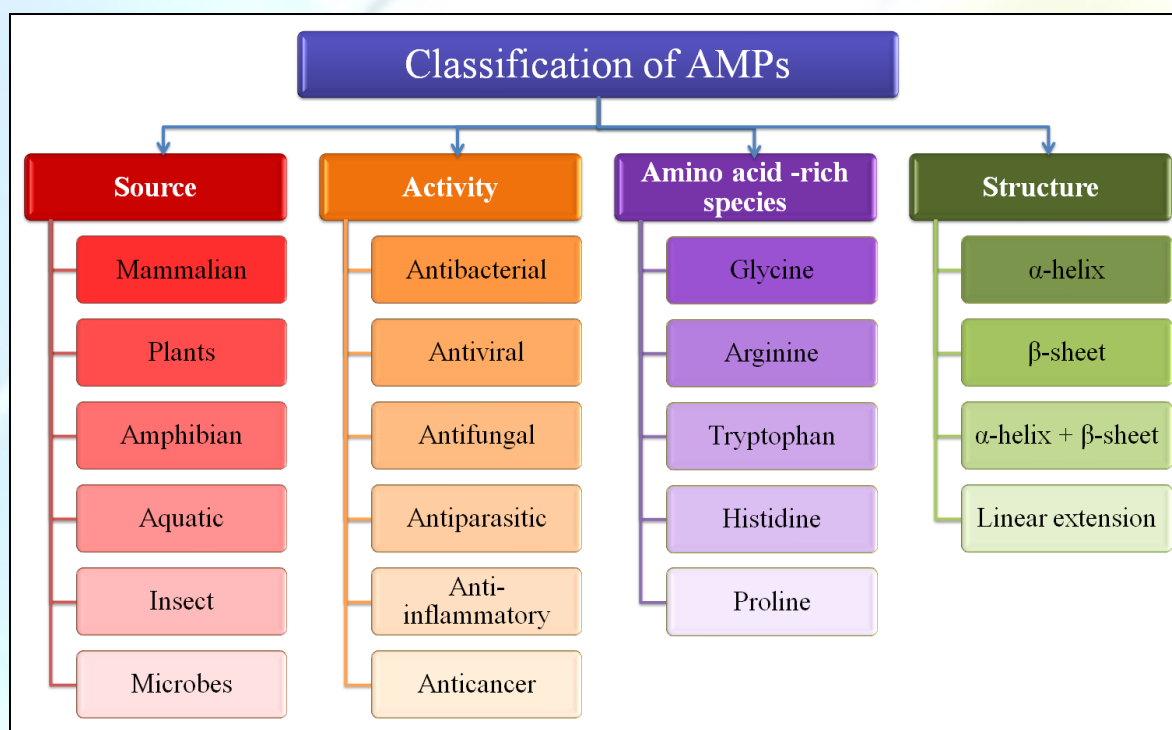 Classification of AMPs
Source
Mammalian
Plants
Amphibian
Aquatic
Insect
Microbes
Activity
Antibacterial
Antiviral
Antifungal
Antiparasitic
Anti-
inflammatory
Anticancer
Amino acid -rich
species
Glycine
Arginine
Tryptophan
Histidine
Proline
Structure
α-helix
β-sheet
α-helix + β-sheet
Linear extension